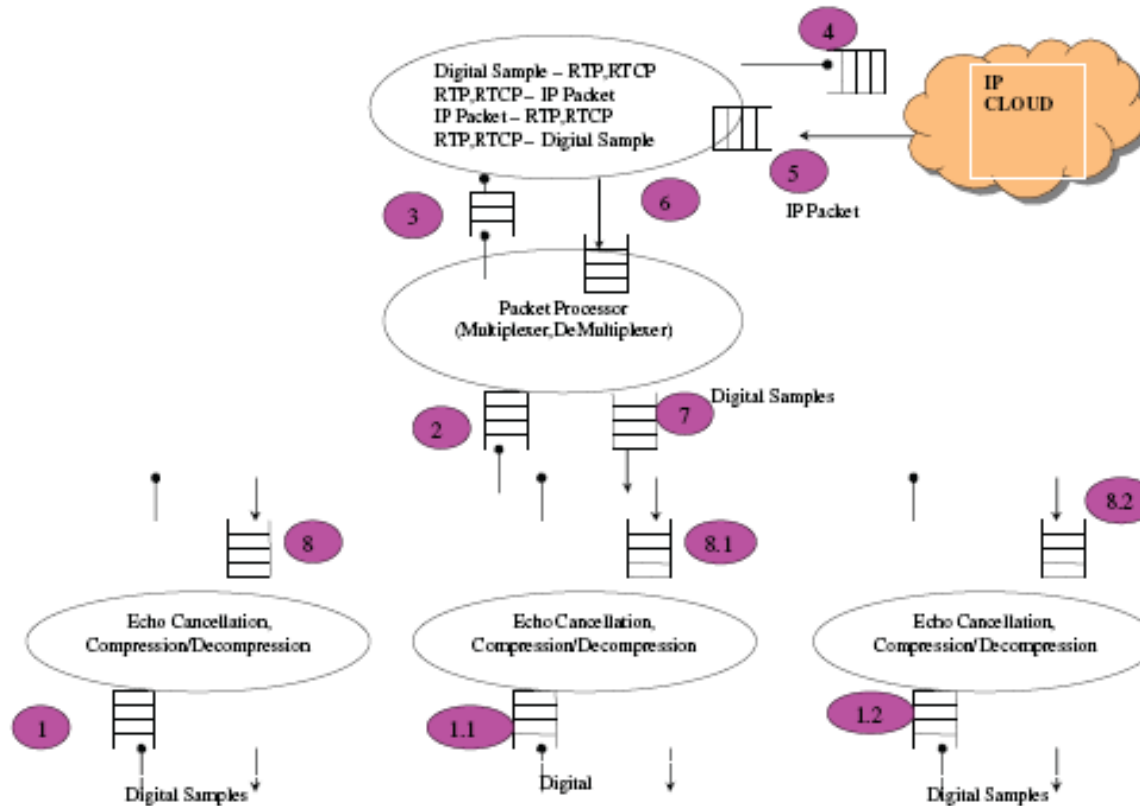 4
Digital Sample – RTP,RTCP
RTP,RTCP – IP Packet
IP Packet – RTP,RTCP
RTP,RTCP – Digital Sample
IP
CLOUD
5
IP Packet
3
6
Packet Processor
(Multiplexer,DeMultiplexer)
2
7
Digital Samples
8
8.1
8.2
Echo Cancellation,
Compression/Decompression
Echo Cancellation,
Compression/Decompression
Echo Cancellation,
Compression/Decompression
1
1.1
1.2
Digital Samples
Digital
Digital Samples